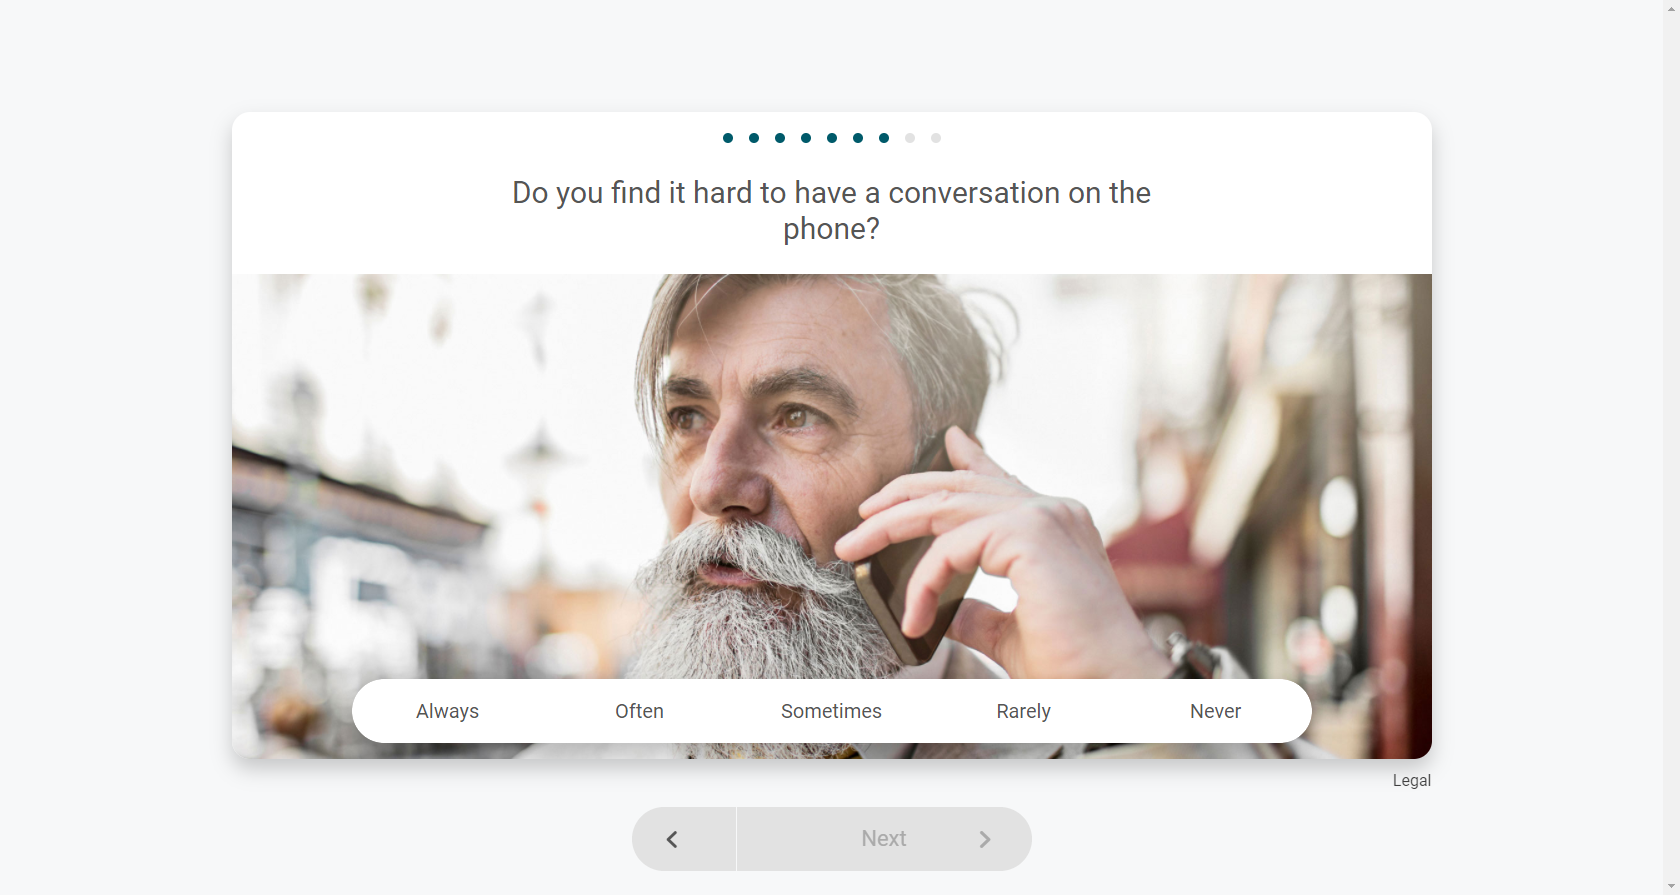 Do you find it hard to have a conversation on the
phone?
Always Often Sometimes Rarely Never
Legal
Next